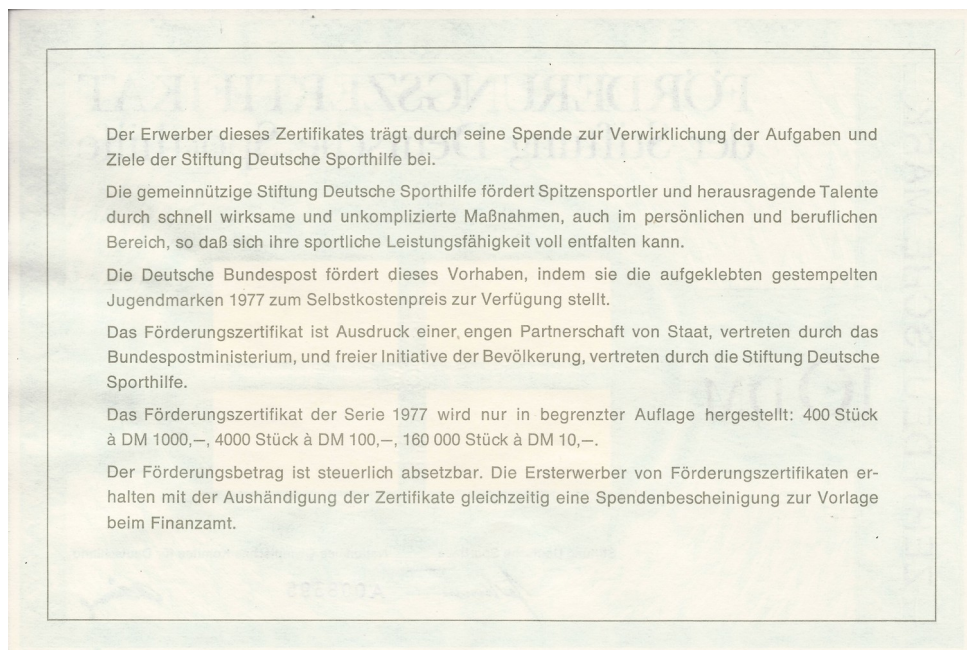 Der Erwerber dieses Zertifikates trägt durch seine Spende zur Verwirklichung der Aufgaben und
Ziele der Stiftung Deutsche Sporthilfe bei.
Die gemeinnützige Stiftung Deutsche Sporthilfe fördert Spitzensportler und herausragende Talente
durch schnell wirksame und unkomplizierte Maßnahmen, auch im persönlichen und beruflichen
Bereich, so daß sich ihre sportliche Leistungsfähigkeit voll entfalten kann.
Die Deutsche Bundespost fördert dieses Vorhaben, indem sie die aufgeklebten gestempelten
Jugendmarken 1977 zum Selbstkostenpreis zur Verfügung stellt.
Das Förderungszertifikat ist Ausdruck einer engen Partnerschaft von Staat, vertreten durch das
Bundespostministerium, und freier Initiative der Bevölkerung, vertreten durch die Stiftung Deutsche
Sporthilfe.
Das Förderungszertifikat der Serie 1977 wird nur in begrenzter Auflage hergestellt: 400 Stück
à DM 1000,–, 4000 Stück à DM 100,–, 160 000 Stück à DM 10,–.
Der Förderungsbetrag ist steuerlich absetzbar. Die Ersterwerber von Förderungszertifikaten er-
halten mit der Aushändigung der Zertifikate gleichzeitig eine Spendenbescheinigung zur Vorlage
beim Finanzamt.